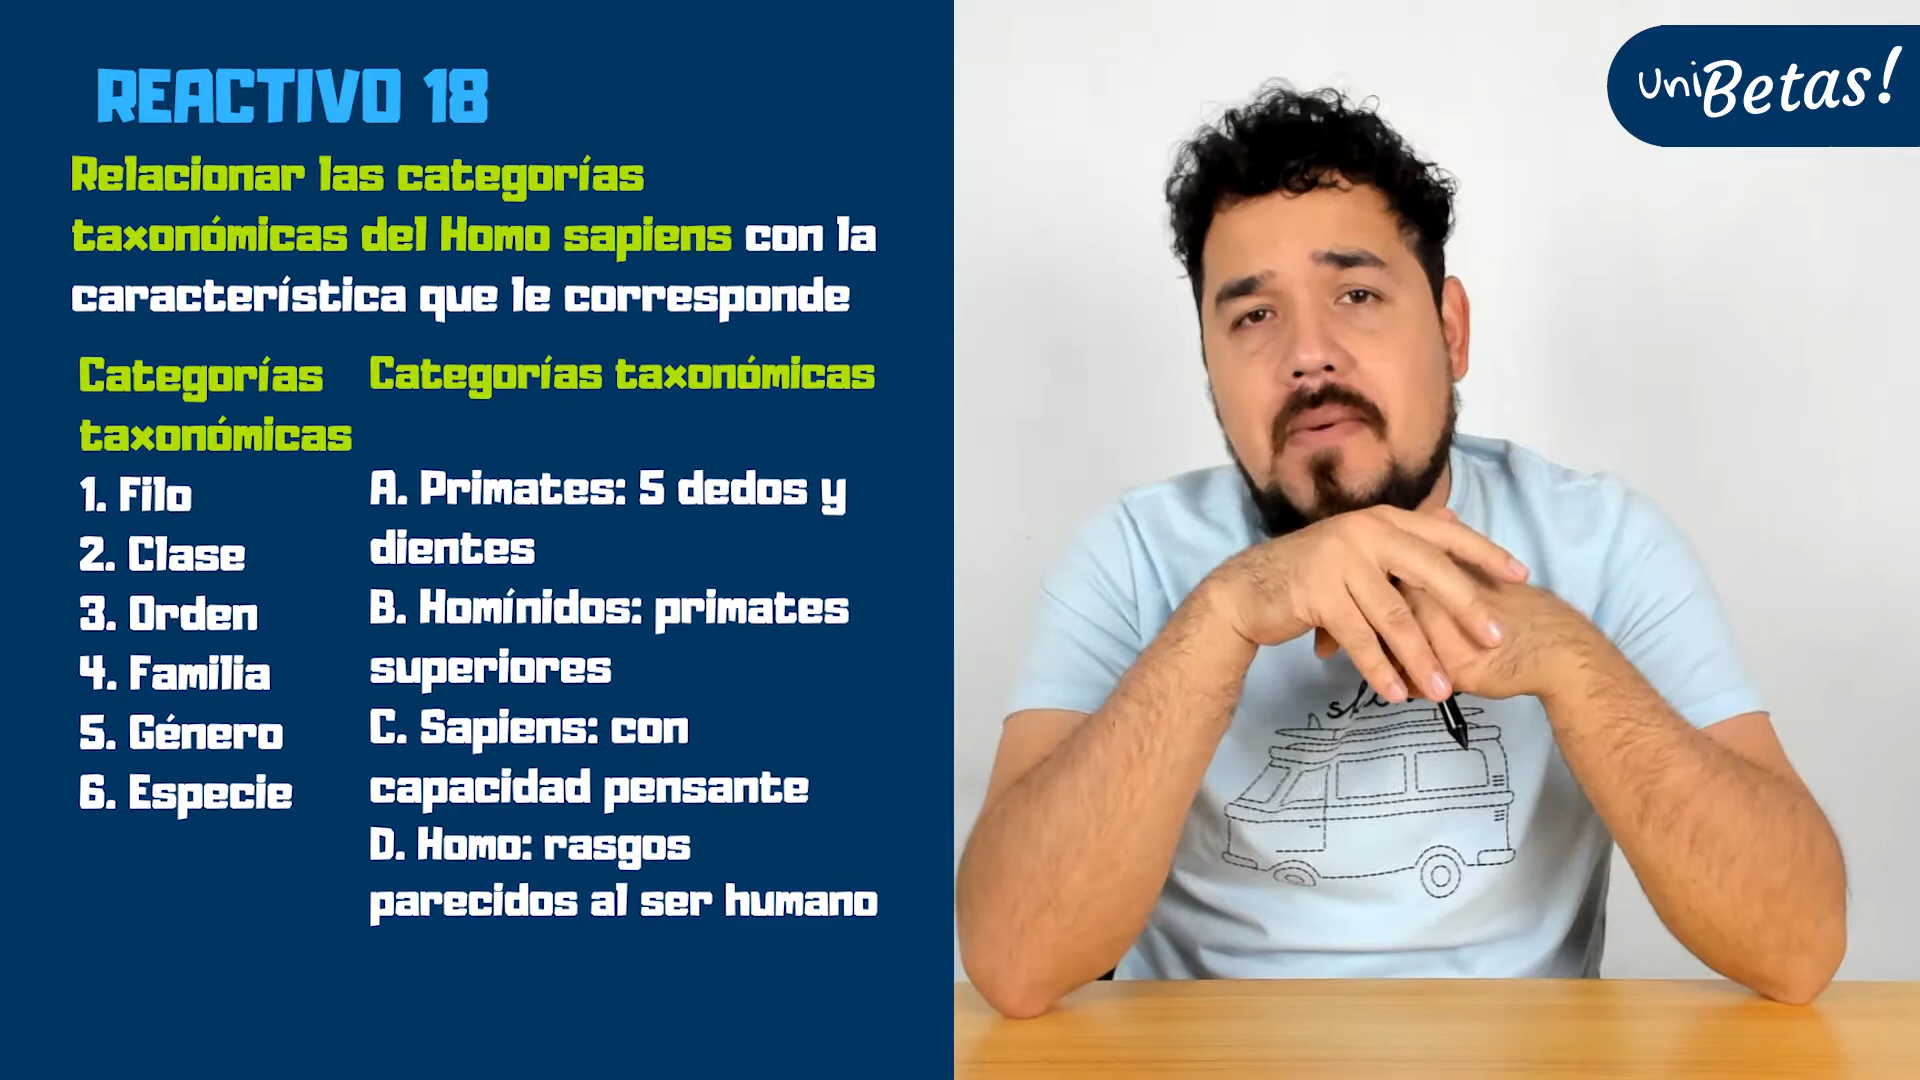 REACTIVO 18
Relacionar las categorías
taxonómicas del Homo sapiens con la
característica que le corresponde
Categorías
taxonómicas
1. Filo
2. Clase
3. Orden
4. Familia
5. Género
6. Especie
Categorías taxonómicas
A. Primates: 5 dedos y
dientes
B. Homínidos: primates
superiores
C. Sapiens: con
capacidad pensante
D. Homo: rasgos
parecidos al ser humano
UniBetas!